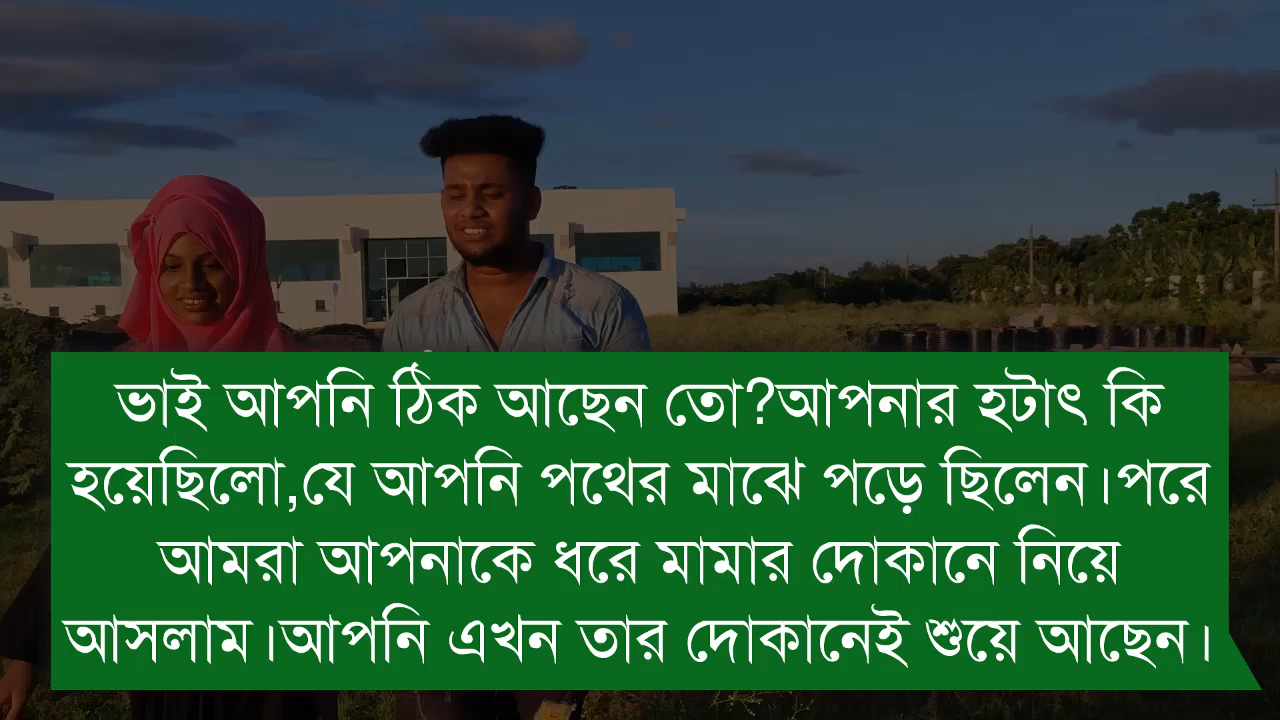 ভাই আপনি ঠিক আছেন তো?আপনার হটাৎ কি
হয়েছিলো,যে আপনি পথের মাঝে পড়ে ছিলেন।পরে
আমরা আপনাকে ধরে মামার দোকানে নিয়ে
আসলাম।আপনি এখন তার দোকানেই শুয়ে আছেন।